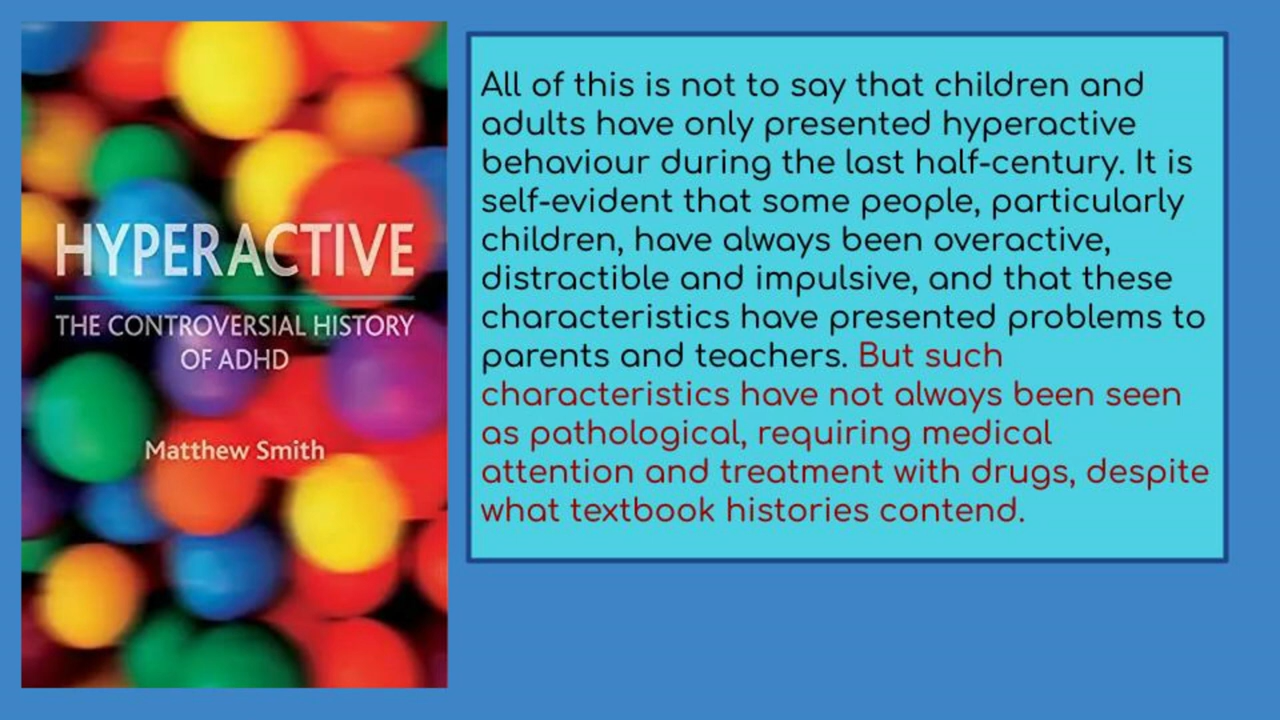 HYPERACTIVE
THE CONTROVERSIAL HISTORY
OF ADHD
Matthew Smith
All of this is not to say that children and
adults have only presented hyperactive
behaviour during the last half-century. It is
self-evident that some people, particularly
children, have always been overactive,
distractible and impulsive, and that these
characteristics have presented problems to
parents and teachers. But such
characteristics have not always been seen
as pathological, requiring medical
attention and treatment with drugs, despite
what textbook histories contend.